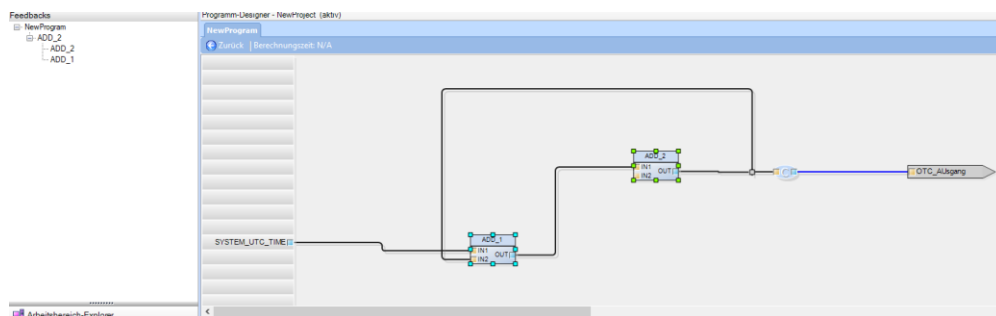 Feedbacks
NewProgram
ADD_2
ADD_2
ADD_1
Programm-Designer - NewProject (aktiv)
NewProgram
Zurück | Berechnungszeit: N/A
ADD_2
IN1
IN2
OUT
OTC_AUsgang
SYSTEM_UTC_TIME
ADD_1
IN1
IN2
OUT
Arbeitsbereich-Explorer